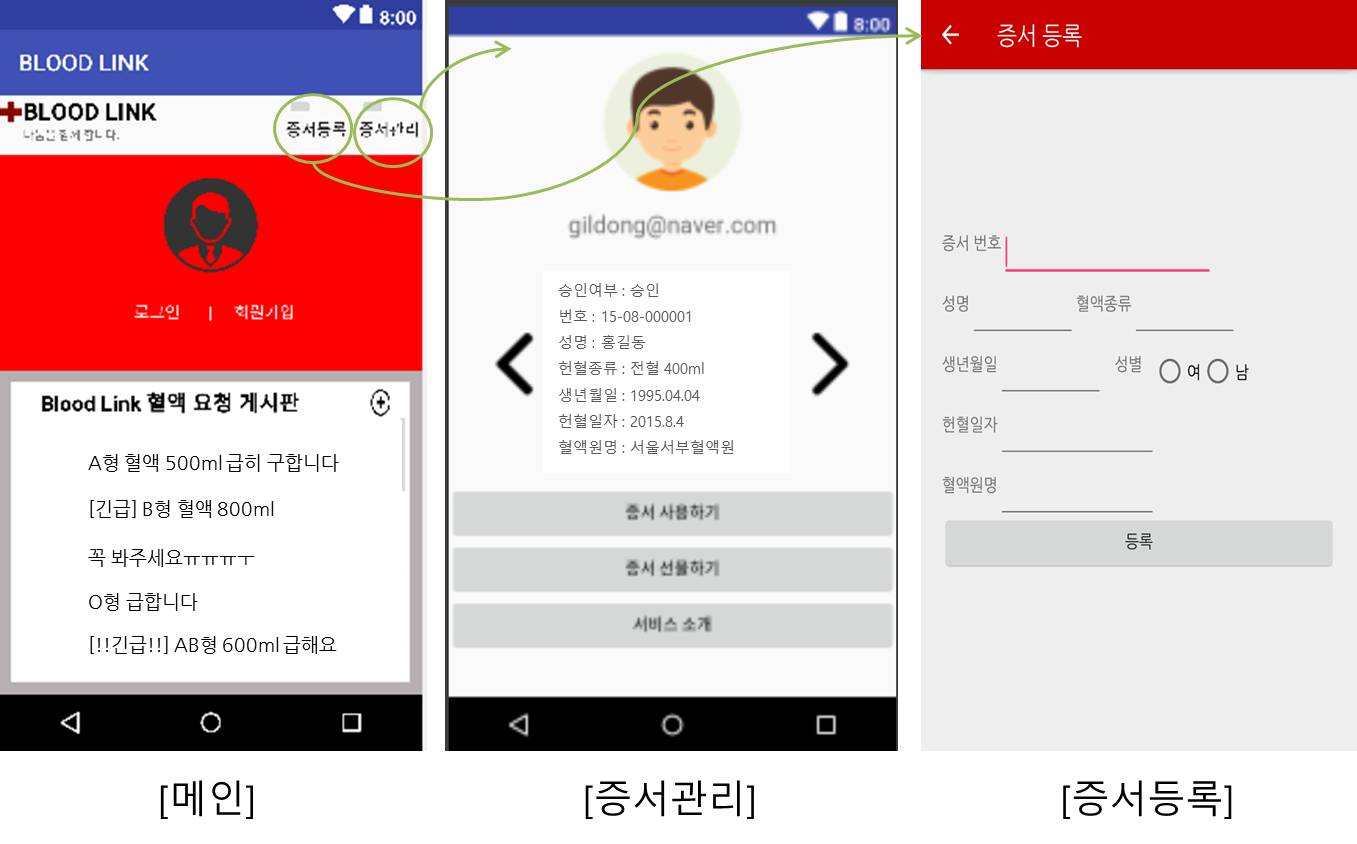 8:00
BLOOD LINK
BLOOD LINK
나눔을 함께 합니다.
증서등록
증서관리
로그인 | 회원가입
Blood Link 혈액 요청 게시판
A형 혈액 500ml 급히 구합니다
[긴급] B형 혈액 800ml
꼭 봐주세요ㅠㅠㅠㅜ
O형 급합니다
[!!긴급!!] AB형 600ml 급해요
[메인]
8:00
gildong@naver.com
승인여부 : 승인
번호 : 15-08-000001
성명 : 홍길동
헌혈종류 : 전혈 400ml
생년월일 : 1995.04.04
헌혈일자 : 2015.8.4
혈액원명 : 서울서부혈액원
증서 사용하기
증서 선물하기
서비스 소개
[증서관리]
증서 등록
증서 번호
성명 혈액종류
생년월일 성별 여 남
헌혈일자
혈액원명
등록
[증서등록]